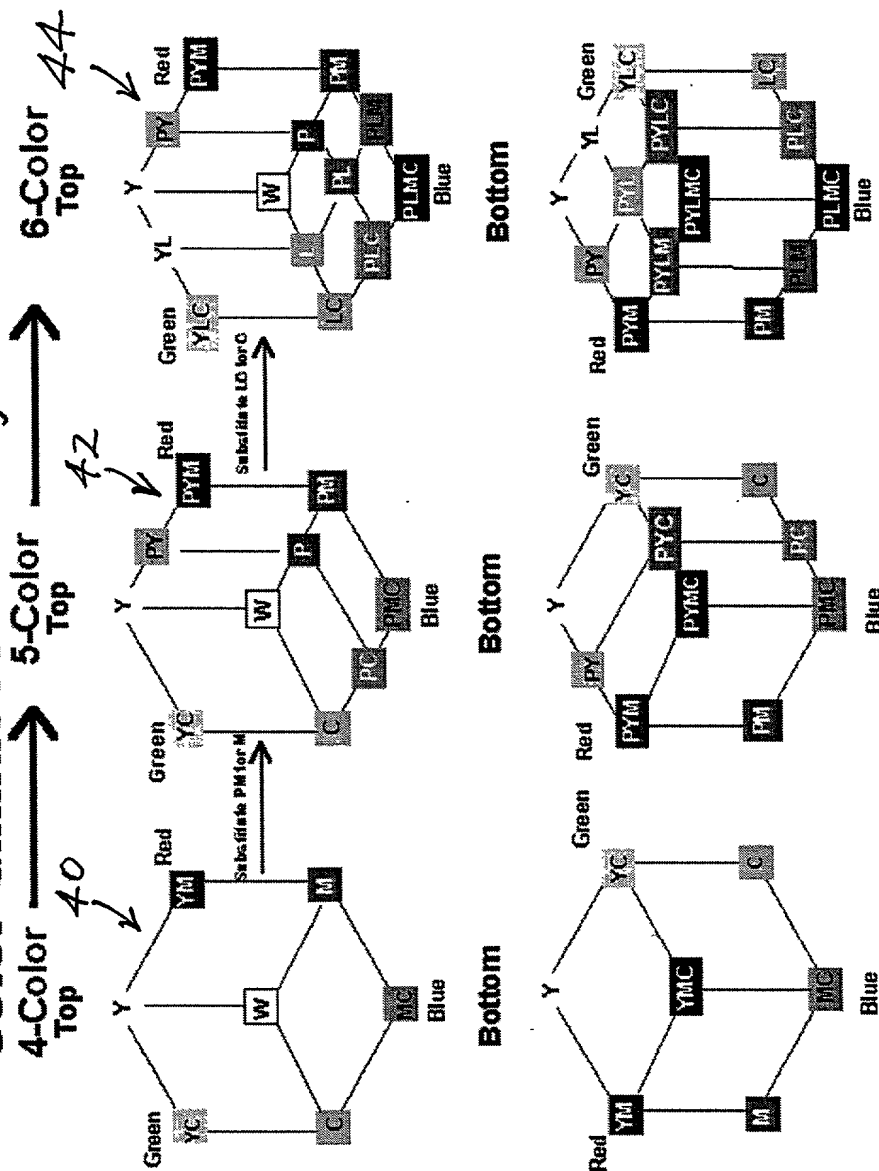 4-Color
Top
40
Green
YC
Y
YM
Red
W
C
M
MC
Blue
Substitute PM for M
5-Color
Top
42
Green
YC
Y
PY
PYM
Red
W
P
C
PM
PC
PMC
Blue
Substitute LC for C
6-Color
Top
44
Green
YLC
YL
Y
PY
PYM
Red
W
L
P
LC
PL
PM
PLC
PLM
PLMC
Blue
Bottom
Red
YM
Y
YC
Green
YMC
M
C
MC
Blue
Bottom
Red
PYM
PY
Y
YC
Green
PYC
PYMC
PM
C
PC
PMC
Blue
Bottom
Red
PYM
PY
Y
YL
YLC
Green
PYL
PYLM
PYLC
PYLMC
PM
LC
PLM
PLC
PLMC
Blue